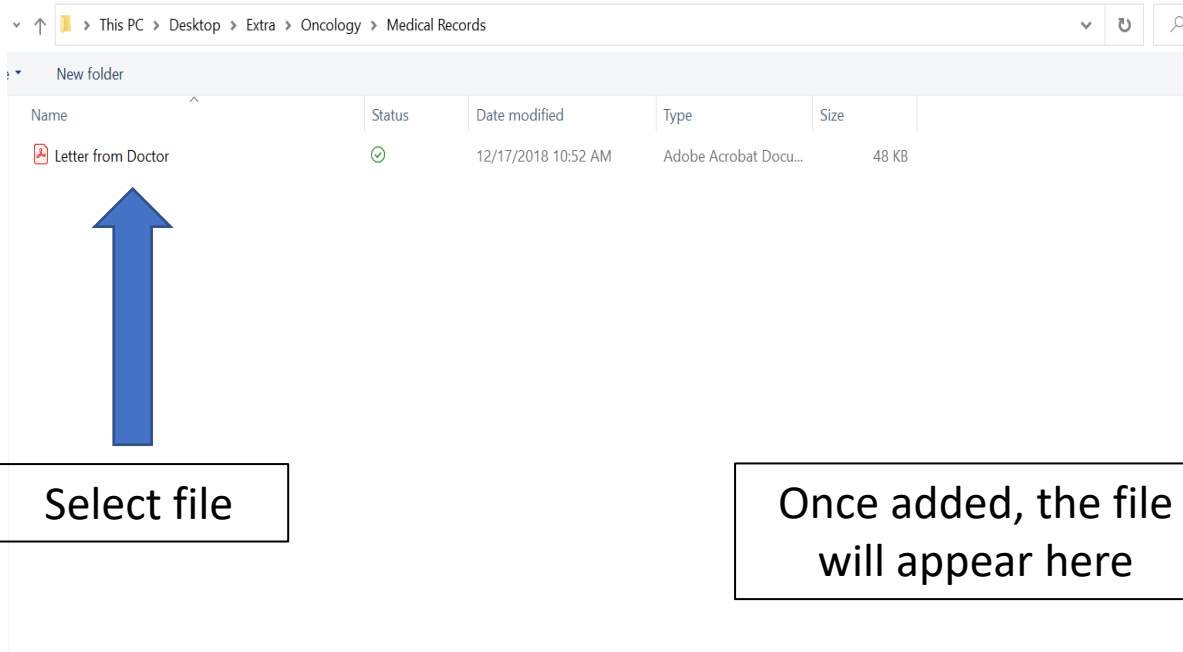 This PC > Desktop > Extra > Oncology > Medical Records
New folder
Name Status Date modified Type Size
Letter from Doctor 12/17/2018 10:52 AM Adobe Acrobat Docu... 48 KB
Select file
Once added, the file
will appear here